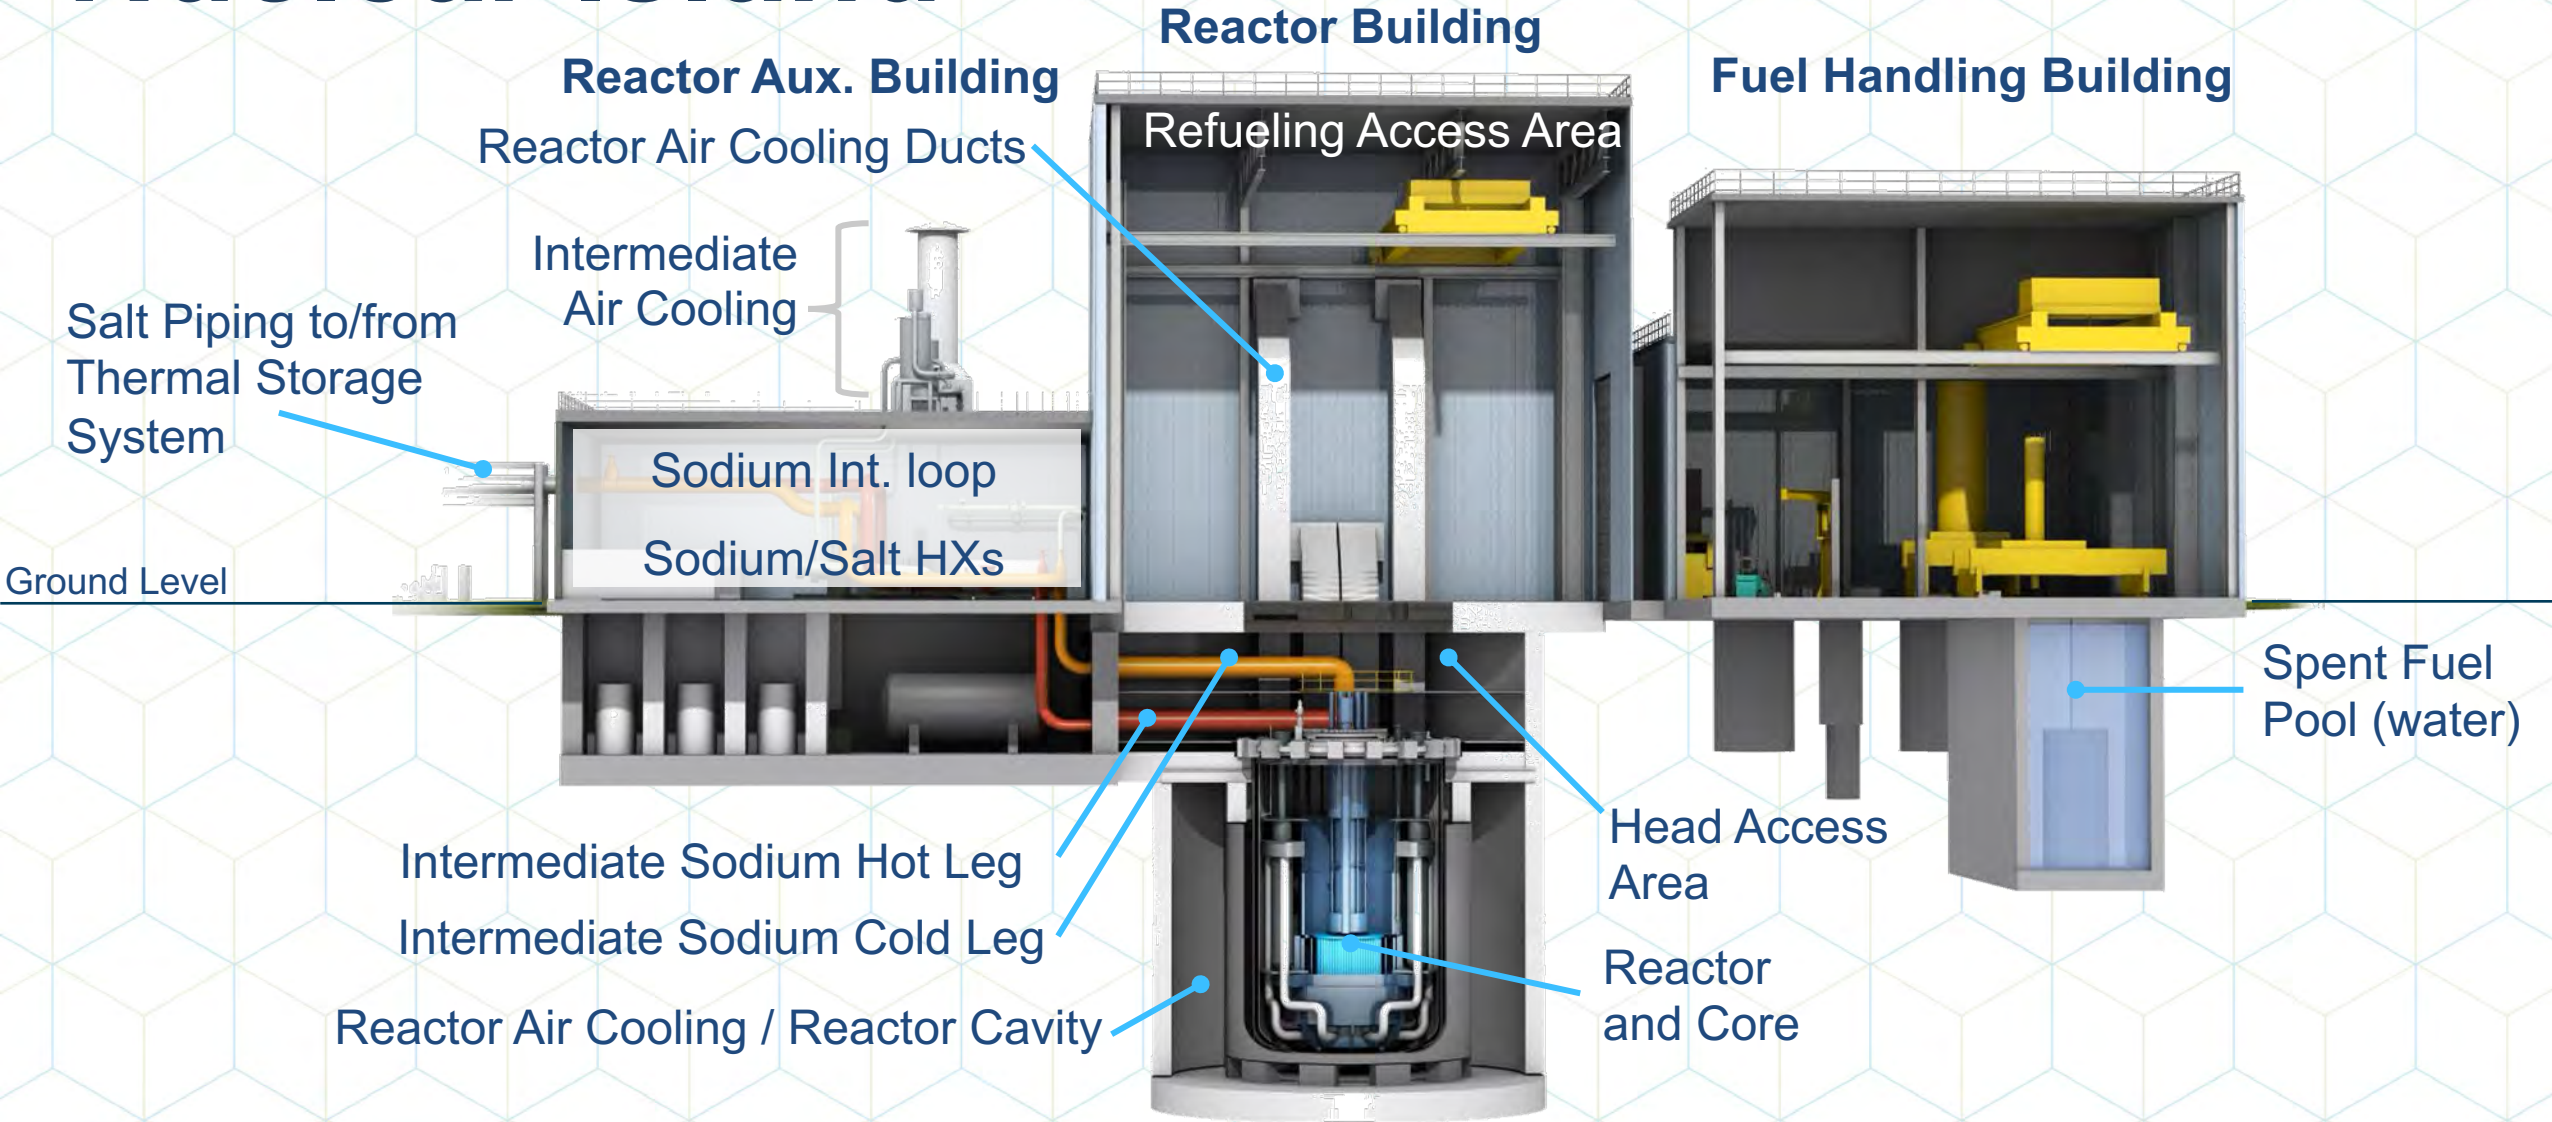 Reactor Building
Reactor Aux. Building
Fuel Handling Building
Reactor Air Cooling Ducts
Refueling Access Area
Intermediate
Air Cooling
Salt Piping to/from
Thermal Storage
System
Sodium Int. loop
Sodium/Salt HXs
Ground Level
Spent Fuel
Pool (water)
Head Access
Area
Intermediate Sodium Hot Leg
Intermediate Sodium Cold Leg
Reactor
and Core
Reactor Air Cooling / Reactor Cavity